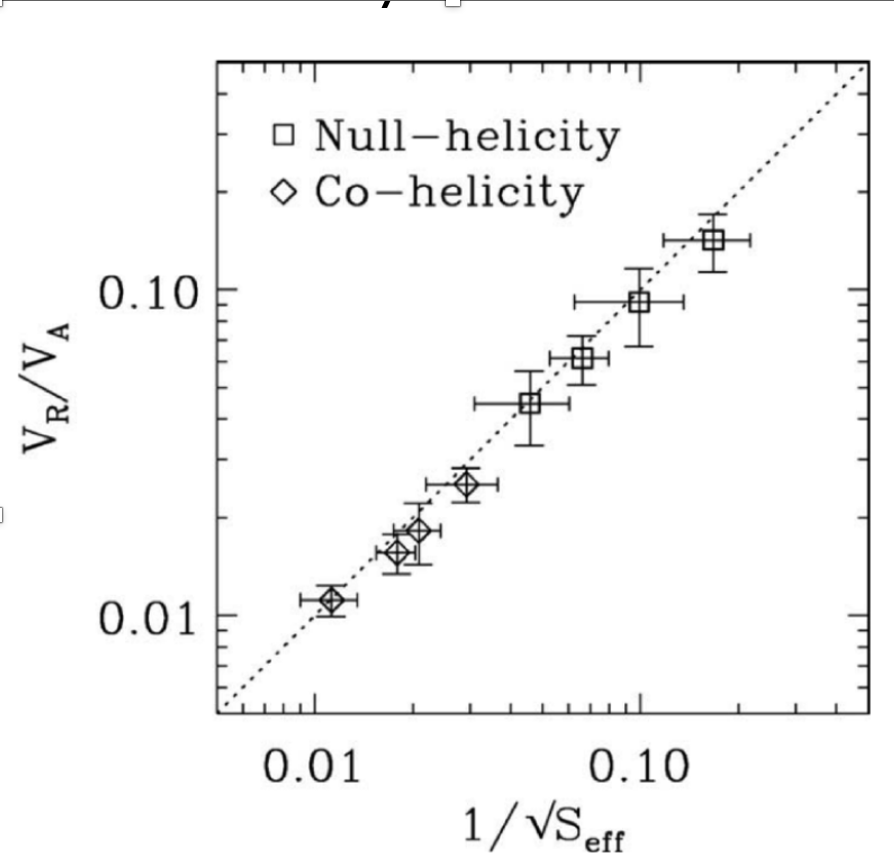 Null-helicity
Co-helicity
0.10
0.01
V_R/V_A
0.01 0.10
1/√S_eff